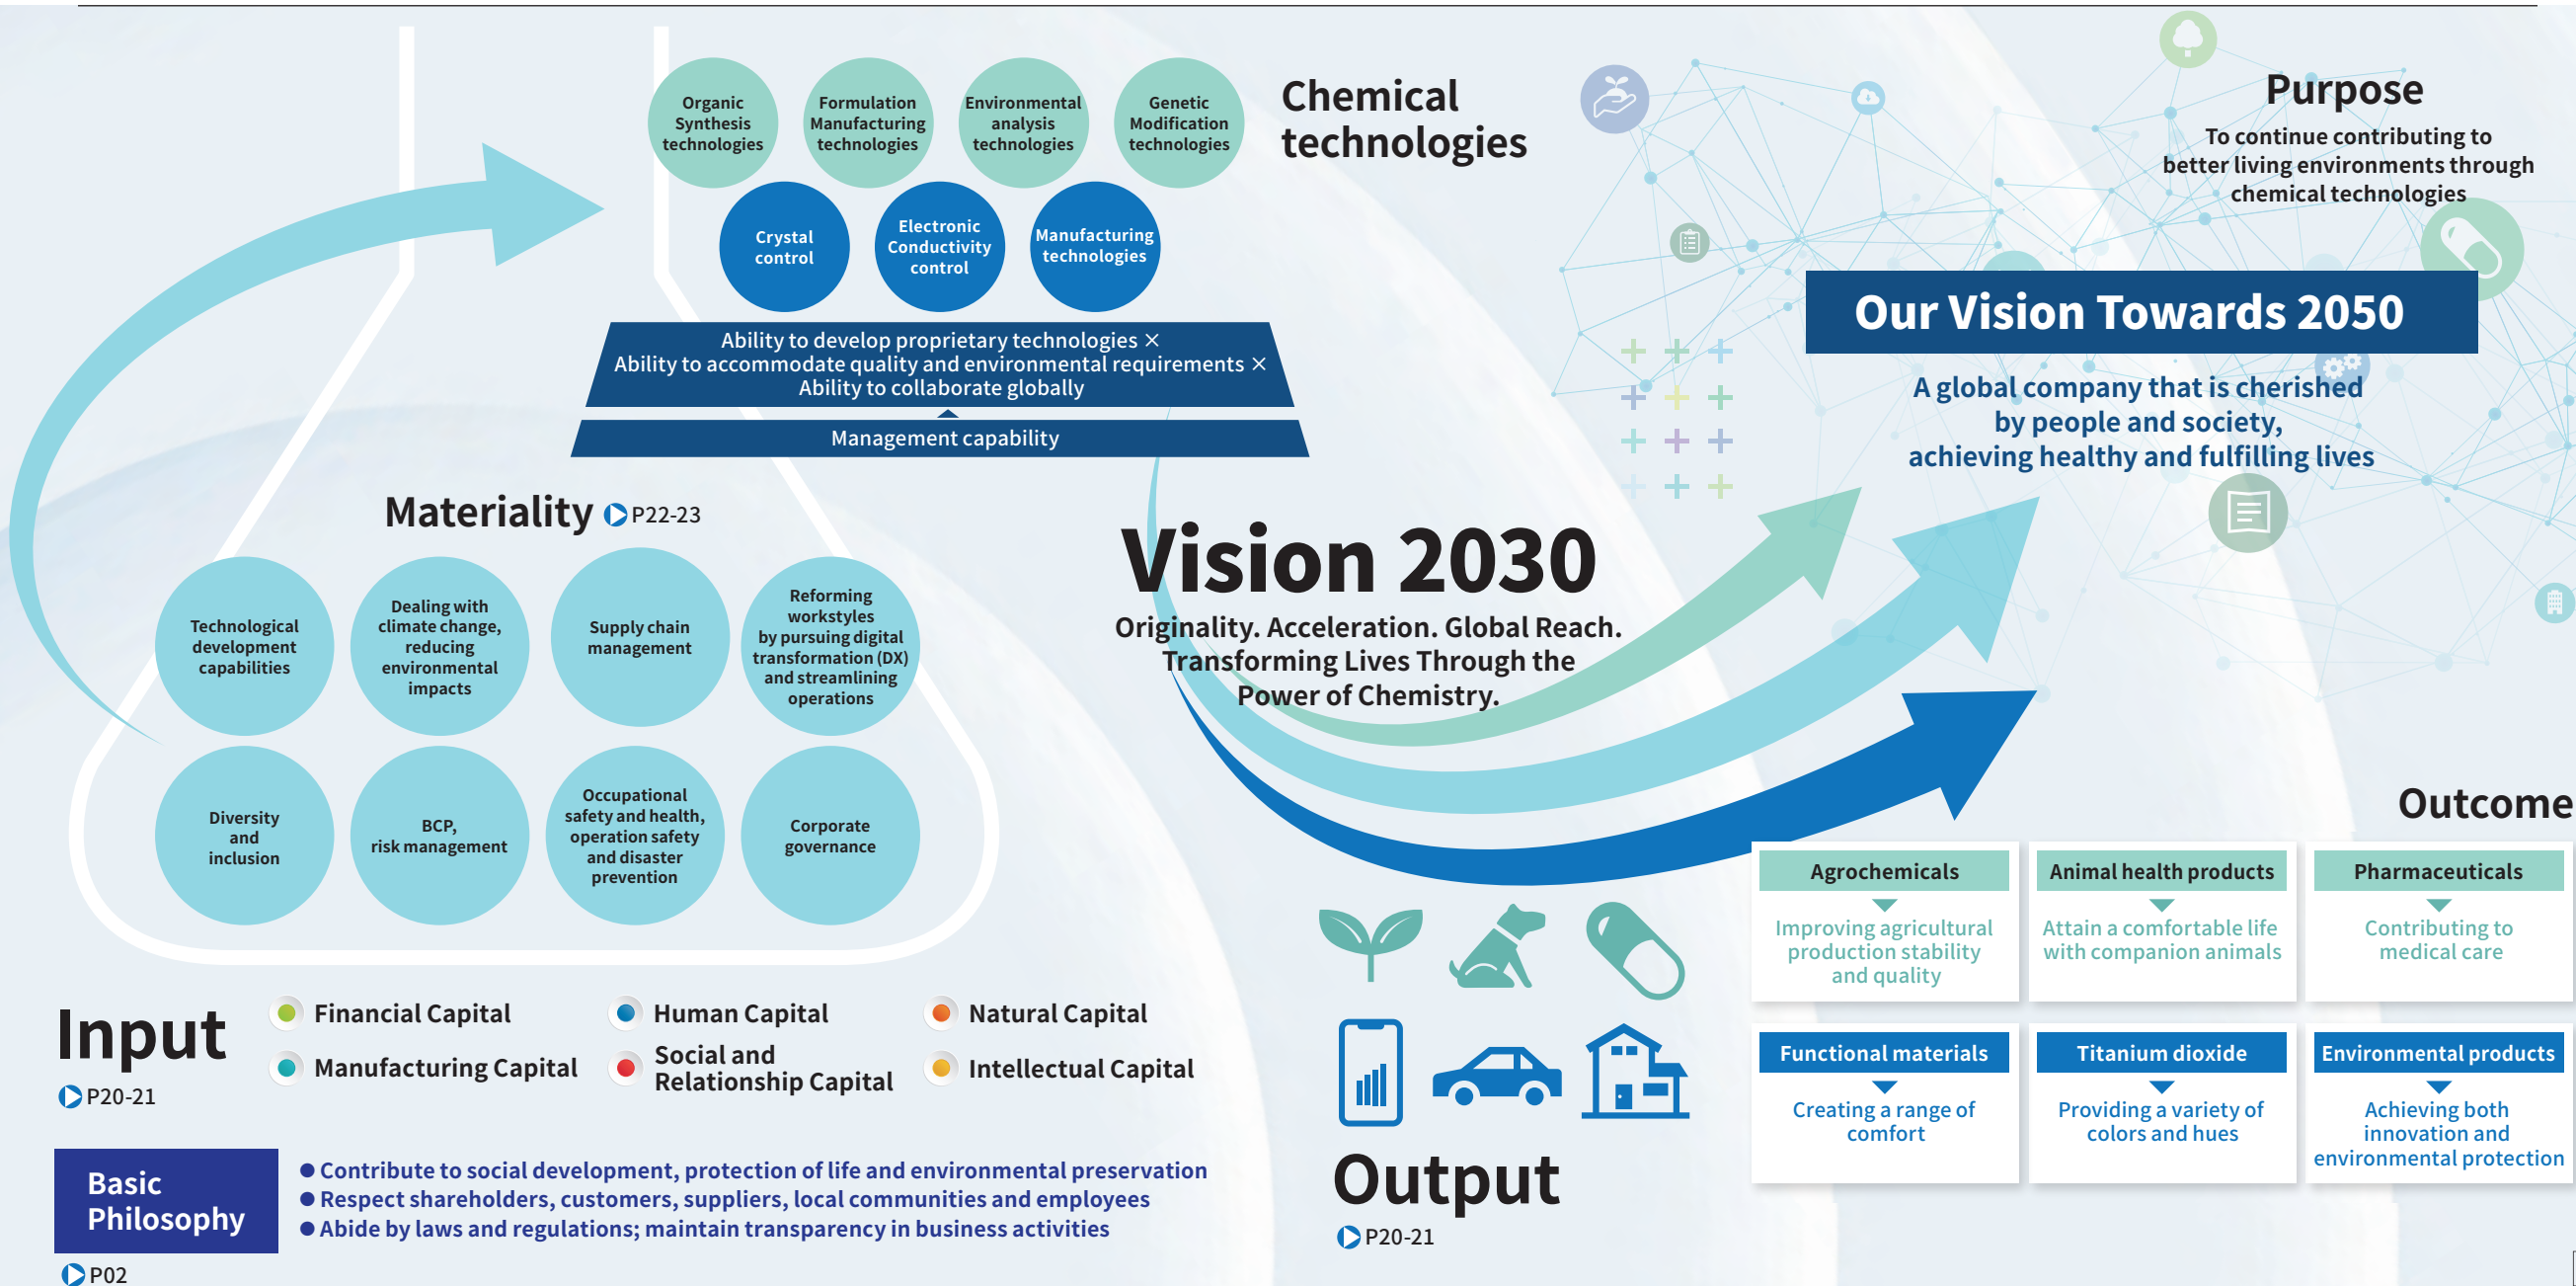 Organic
Synthesis
technologies
Formulation
Manufacturing
technologies
Environmental
analysis
technologies
Genetic
Modification
technologies
Chemical
technologies
Crystal
control
Electronic
Conductivity
control
Manufacturing
technologies
Ability to develop proprietary technologies ×
Ability to accommodate quality and environmental requirements ×
Ability to collaborate globally
Management capability
Purpose
To continue contributing to
better living environments through
chemical technologies
Our Vision Towards 2050
A global company that is cherished
by people and society,
achieving healthy and fulfilling lives
Materiality P22-23
Technological
development
capabilities
Dealing with
climate change,
reducing
environmental
impacts
Supply chain
management
Reforming
workstyles
by pursuing digital
transformation (DX)
and streamlining
operations
Diversity
and
inclusion
BCP,
risk management
Occupational
safety and health,
operation safety
and disaster
prevention
Corporate
governance
Vision 2030
Originality. Acceleration. Global Reach.
Transforming Lives Through the
Power of Chemistry.
Input
P20-21
Financial Capital
Human Capital
Natural Capital
Manufacturing Capital
Social and
Relationship Capital
Intellectual Capital
Basic
Philosophy
P02
● Contribute to social development, protection of life and environmental preservation
● Respect shareholders, customers, suppliers, local communities and employees
● Abide by laws and regulations; maintain transparency in business activities
Output
P20-21
Outcome
Agrochemicals
Improving agricultural
production stability
and quality
Animal health products
Attain a comfortable life
with companion animals
Pharmaceuticals
Contributing to
medical care
Functional materials
Creating a range of
comfort
Titanium dioxide
Providing a variety of
colors and hues
Environmental products
Achieving both
innovation and
environmental protection